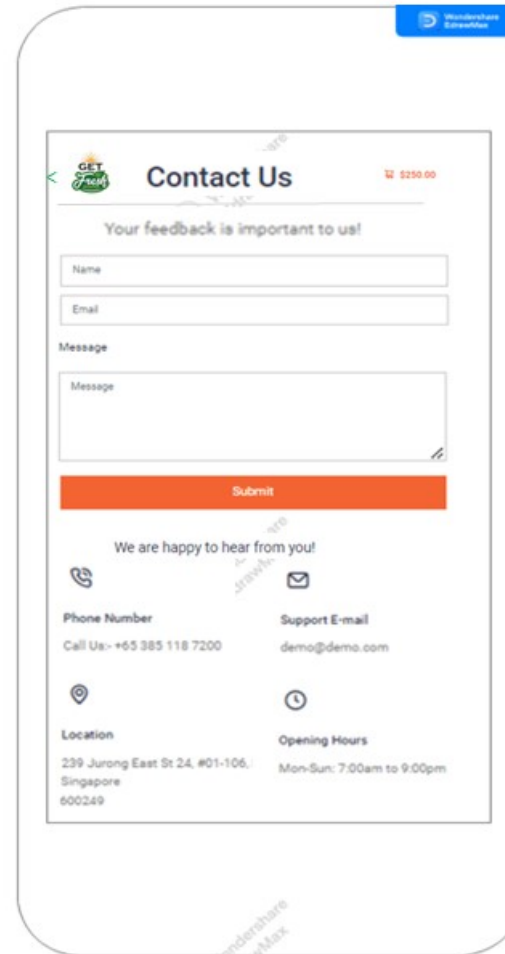 Wondershare
EdrawMax
<
GET
Fresh
Contact Us
$250.00
Your feedback is important to us!
Name
Email
Message
Message
Submit
We are happy to hear from you!
Phone Number
Call Us:- +65 385 118 7200
Support E-mail
demo@demo.com
Location
239 Jurong East St 24, #01-106,
Singapore
600249
Opening Hours
Mon-Sun: 7:00am to 9:00pm